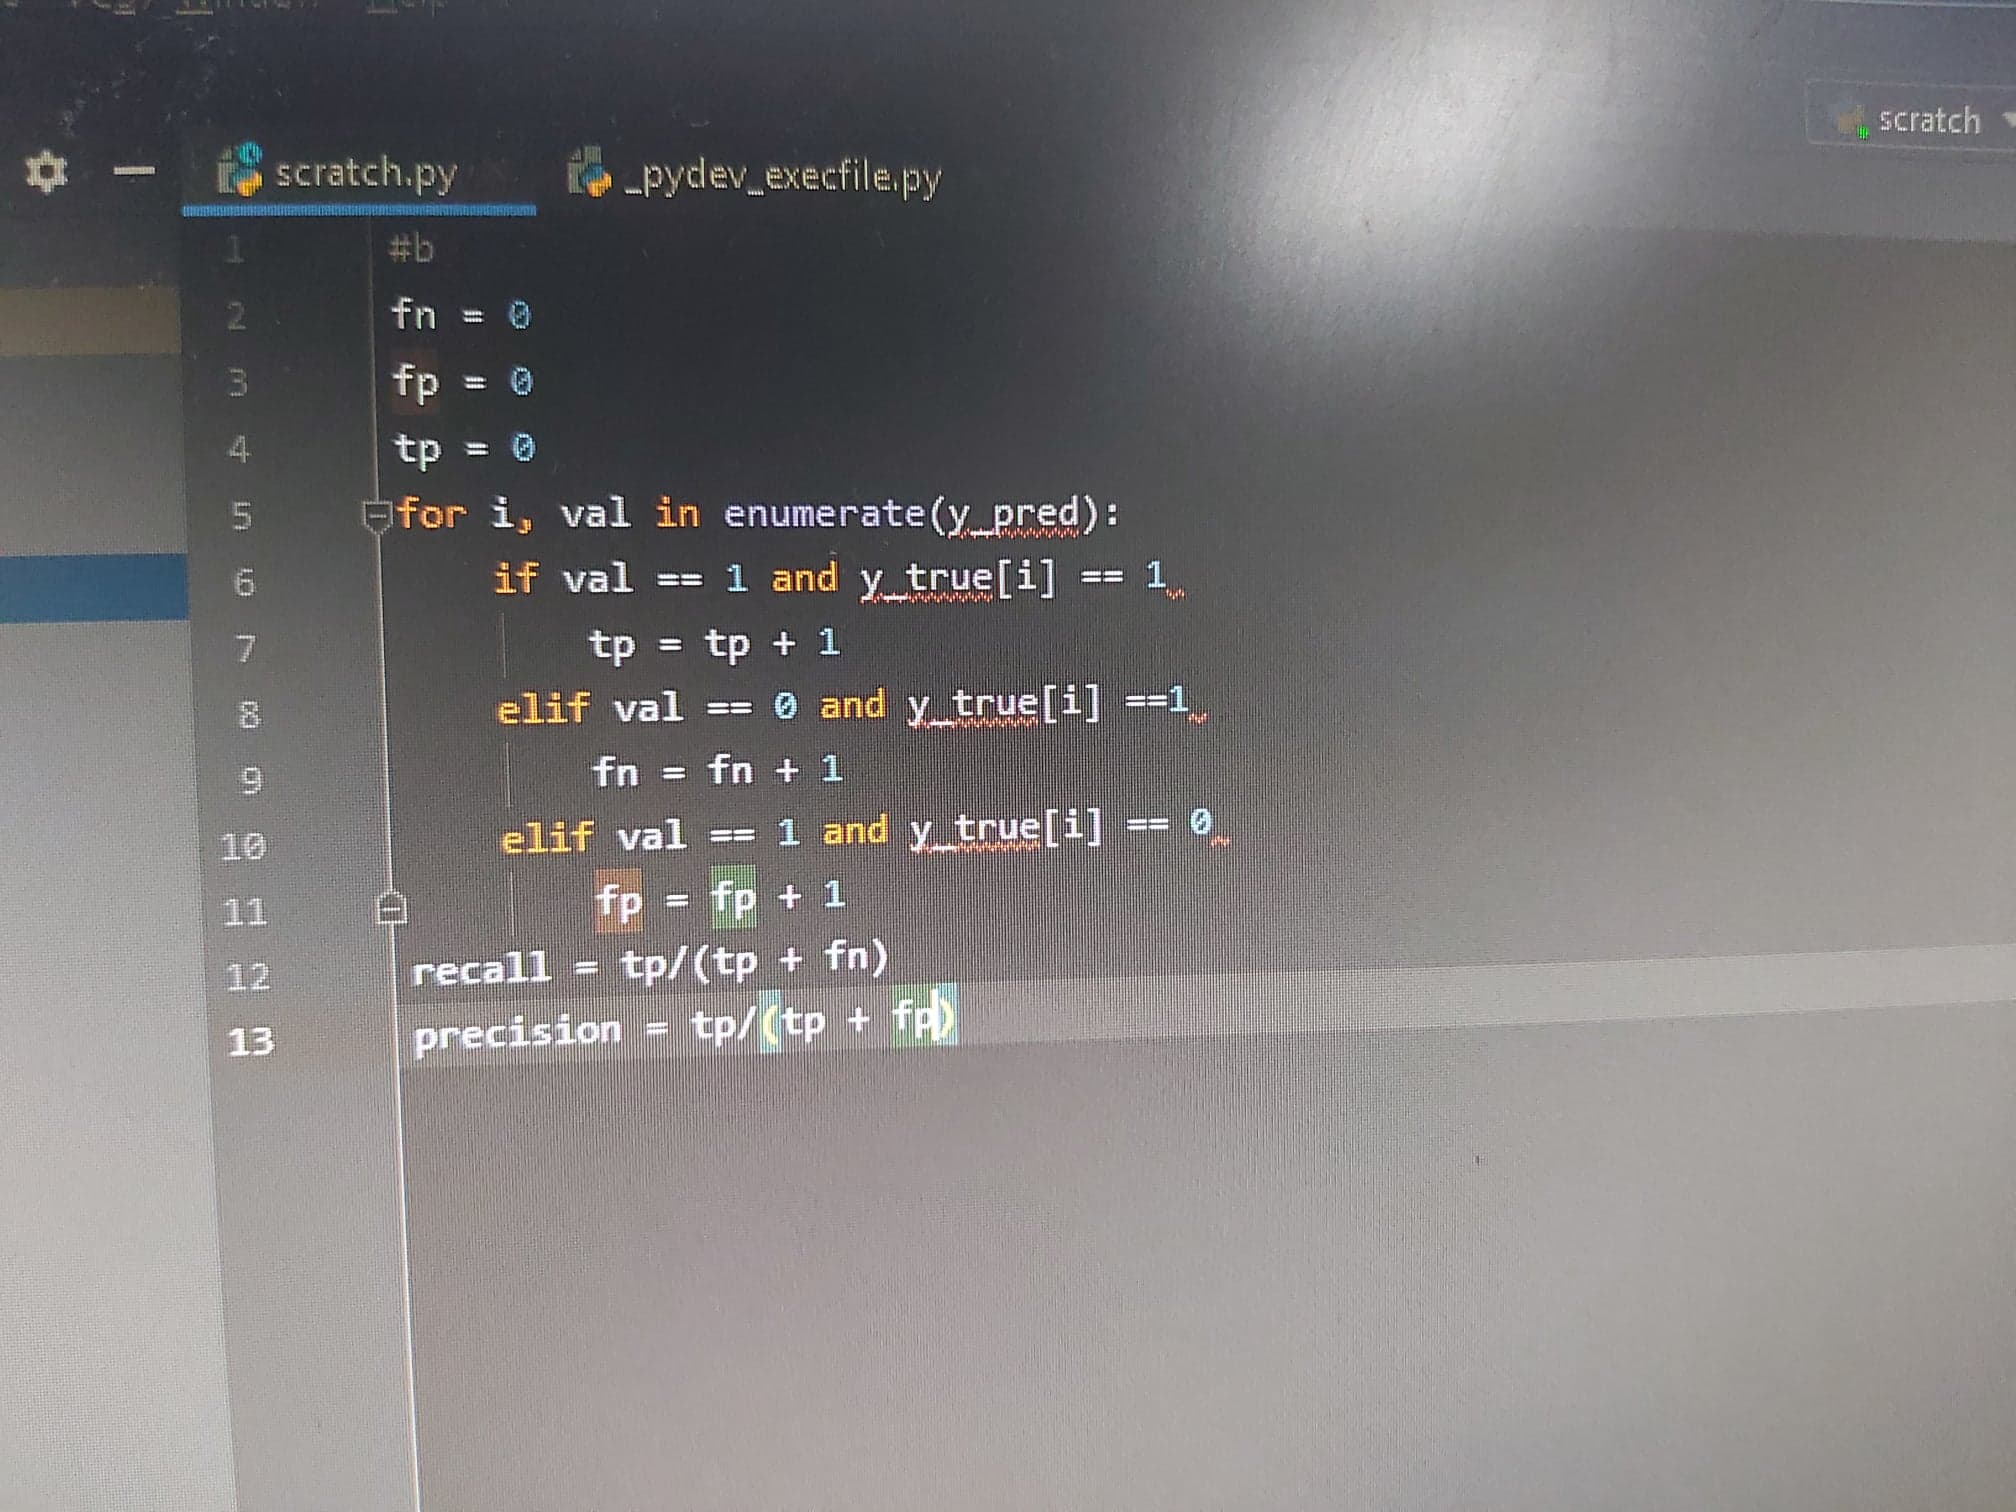 scratch
scratch.py
_pydev_execfile.py
1 #b
2 fn = 0
3 fp = 0
4 tp = 0
5 for i, val in enumerate(y_pred):
6 if val == 1 and y_true[i] == 1
7 tp = tp + 1
8 elif val == 0 and y_true[i] ==1
9 fn = fn + 1
10 elif val == 1 and y_true[i] == 0
11 fp = fp + 1
12 recall = tp/(tp + fn)
13 precision = tp/(tp + fp)